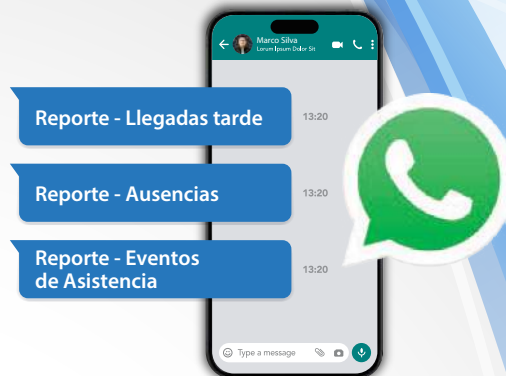 Marco Silva
Lorum Ipsum Dolor Sit
Reporte - Llegadas tarde
13:20
Reporte - Ausencias
13:20
Reporte - Eventos
de Asistencia
13:20
Type a message